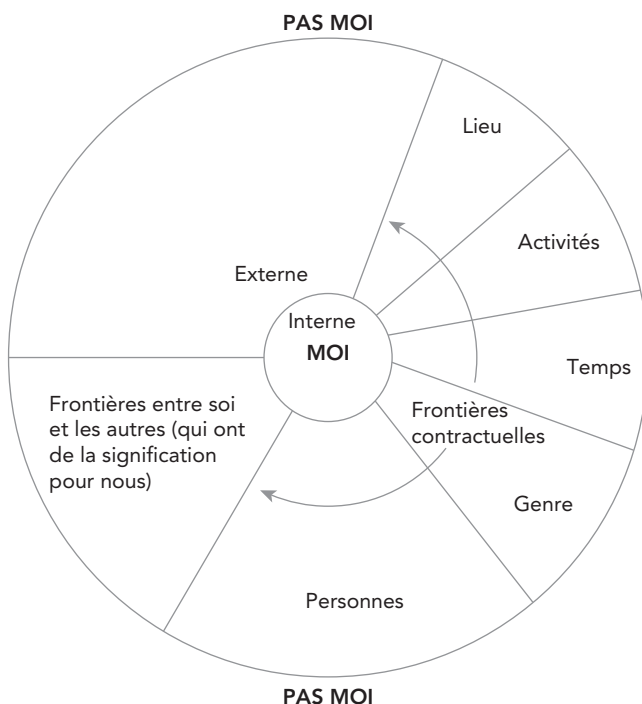 PAS MOI
Lieu
Activités
Externe
Interne
MOI
Temps
Frontières entre soi
et les autres (qui ont
de la signification
pour nous)
Frontières
contractuelles
Genre
Personnes
PAS MOI